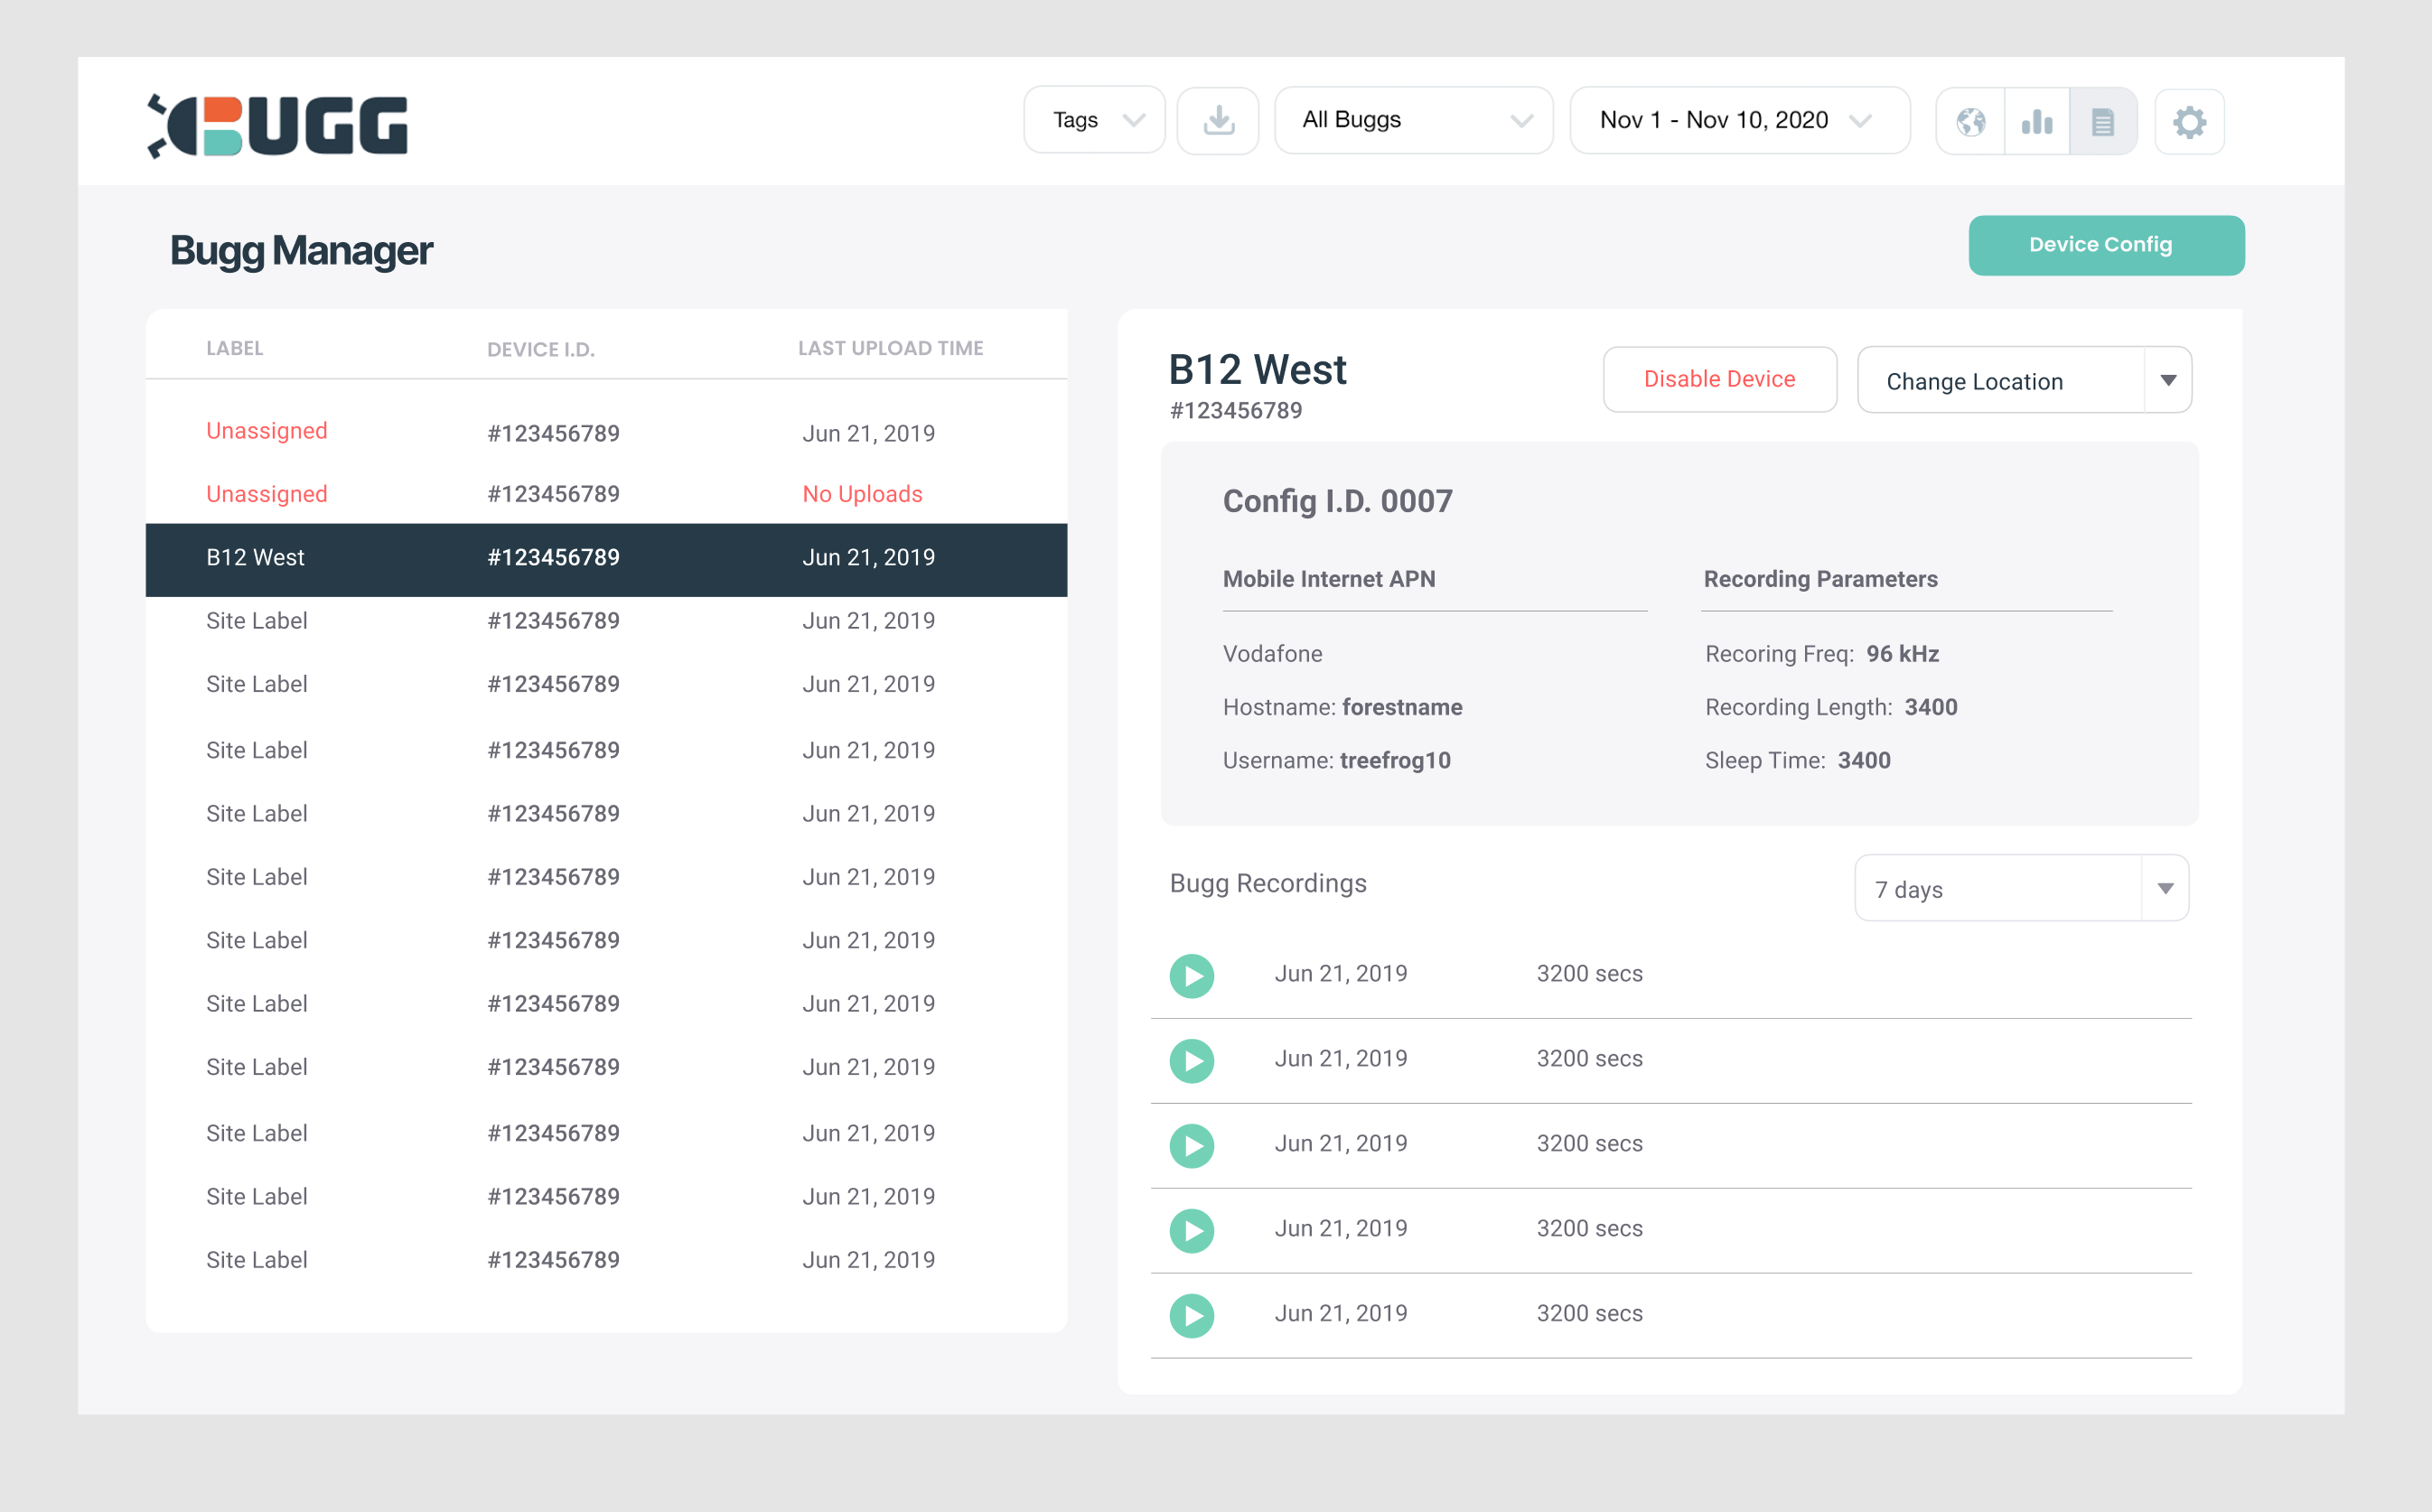 BUGG
Tags
All Buggs
Nov 1 - Nov 10, 2020
Bugg Manager
Device Config
LABEL DEVICE I.D. LAST UPLOAD TIME
Unassigned #123456789 Jun 21, 2019
Unassigned #123456789 No Uploads
B12 West #123456789 Jun 21, 2019
Site Label #123456789 Jun 21, 2019
Site Label #123456789 Jun 21, 2019
Site Label #123456789 Jun 21, 2019
Site Label #123456789 Jun 21, 2019
Site Label #123456789 Jun 21, 2019
Site Label #123456789 Jun 21, 2019
Site Label #123456789 Jun 21, 2019
Site Label #123456789 Jun 21, 2019
Site Label #123456789 Jun 21, 2019
Site Label #123456789 Jun 21, 2019
Site Label #123456789 Jun 21, 2019
B12 West
#123456789
Disable Device
Change Location
Config I.D. 0007
Mobile Internet APN
Vodafone
Hostname: forestname
Username: treefrog10
Recording Parameters
Recoring Freq: 96 kHz
Recording Length: 3400
Sleep Time: 3400
Bugg Recordings
7 days
Jun 21, 2019 3200 secs
Jun 21, 2019 3200 secs
Jun 21, 2019 3200 secs
Jun 21, 2019 3200 secs
Jun 21, 2019 3200 secs